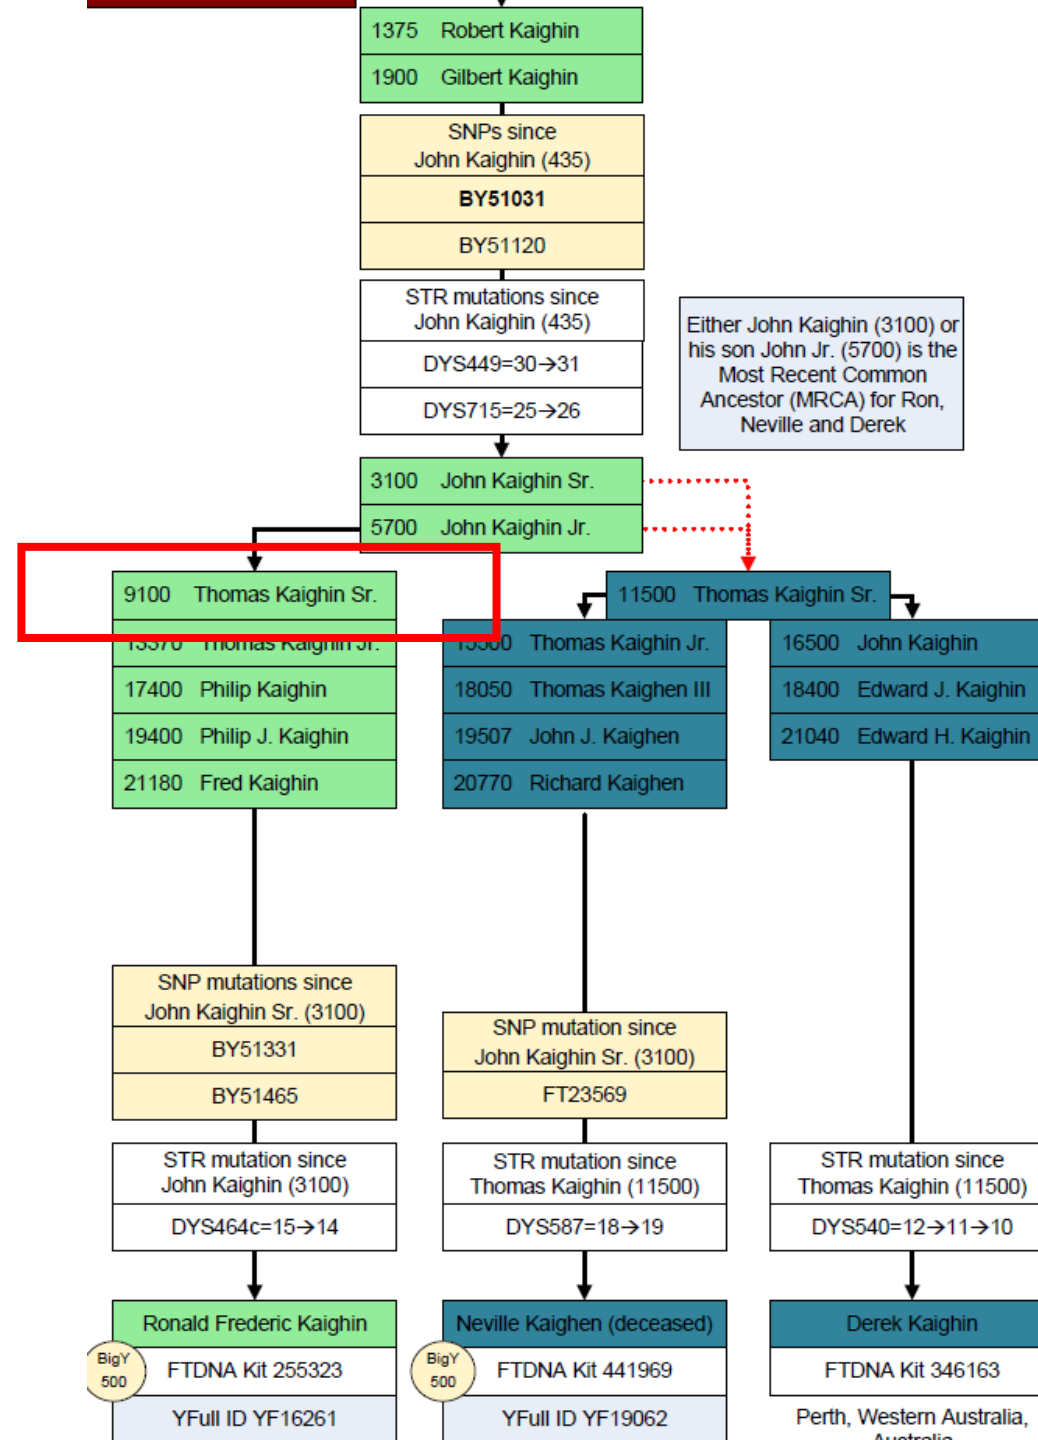 1375 Robert Kaighin
1900 Gilbert Kaighin
SNPs since
John Kaighin (435)
BY51031
BY51120
STR mutations since
John Kaighin (435)
DYS449=30→31
DYS715=25→26
Either John Kaighin (3100) or
his son John Jr. (5700) is the
Most Recent Common
Ancestor (MRCA) for Ron,
Neville and Derek
3100 John Kaighin Sr.
5700 John Kaighin Jr.
9100 Thomas Kaighin Sr.
13370 Thomas Kaighin Jr.
17400 Philip Kaighin
19400 Philip J. Kaighin
21180 Fred Kaighin
11500 Thomas Kaighin Sr.
Thomas Kaighin Jr.
18050 Thomas Kaighen III
19507 John J. Kaighen
20770 Richard Kaighen
16500 John Kaighin
18400 Edward J. Kaighin
21040 Edward H. Kaighin
SNP mutations since
John Kaighin Sr. (3100)
BY51331
BY51465
STR mutation since
John Kaighin (3100)
DYS464c=15→14
Ronald Frederic Kaighin
BigY
500
FTDNA Kit 255323
YFull ID YF16261
SNP mutation since
John Kaighin Sr. (3100)
FT23569
STR mutation since
Thomas Kaighin (11500)
DYS587=18→19
Neville Kaighen (deceased)
BigY
500
FTDNA Kit 441969
YFull ID YF19062
STR mutation since
Thomas Kaighin (11500)
DYS540=12→11→10
Derek Kaighin
FTDNA Kit 346163
Perth, Western Australia,
Australia